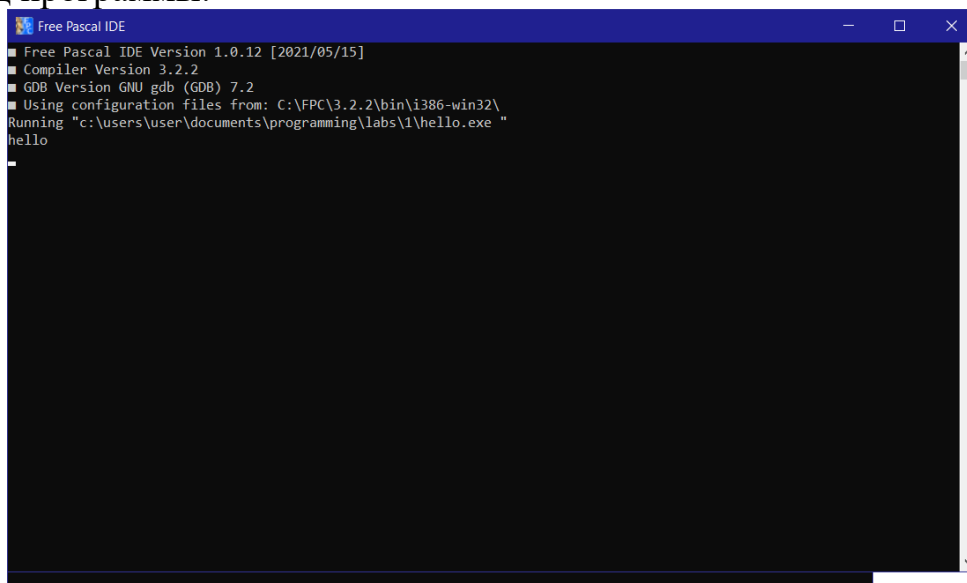 программы.
Free Pascal IDE
Free Pascal IDE Version 1.0.12 [2021/05/15]
Compiler Version 3.2.2
GDB Version GNU gdb (GDB) 7.2
Using configuration files from: C:\FPC\3.2.2\bin\i386-win32\
Running "c:\users\user\documents\programming\labs\1\hello.exe "
hello